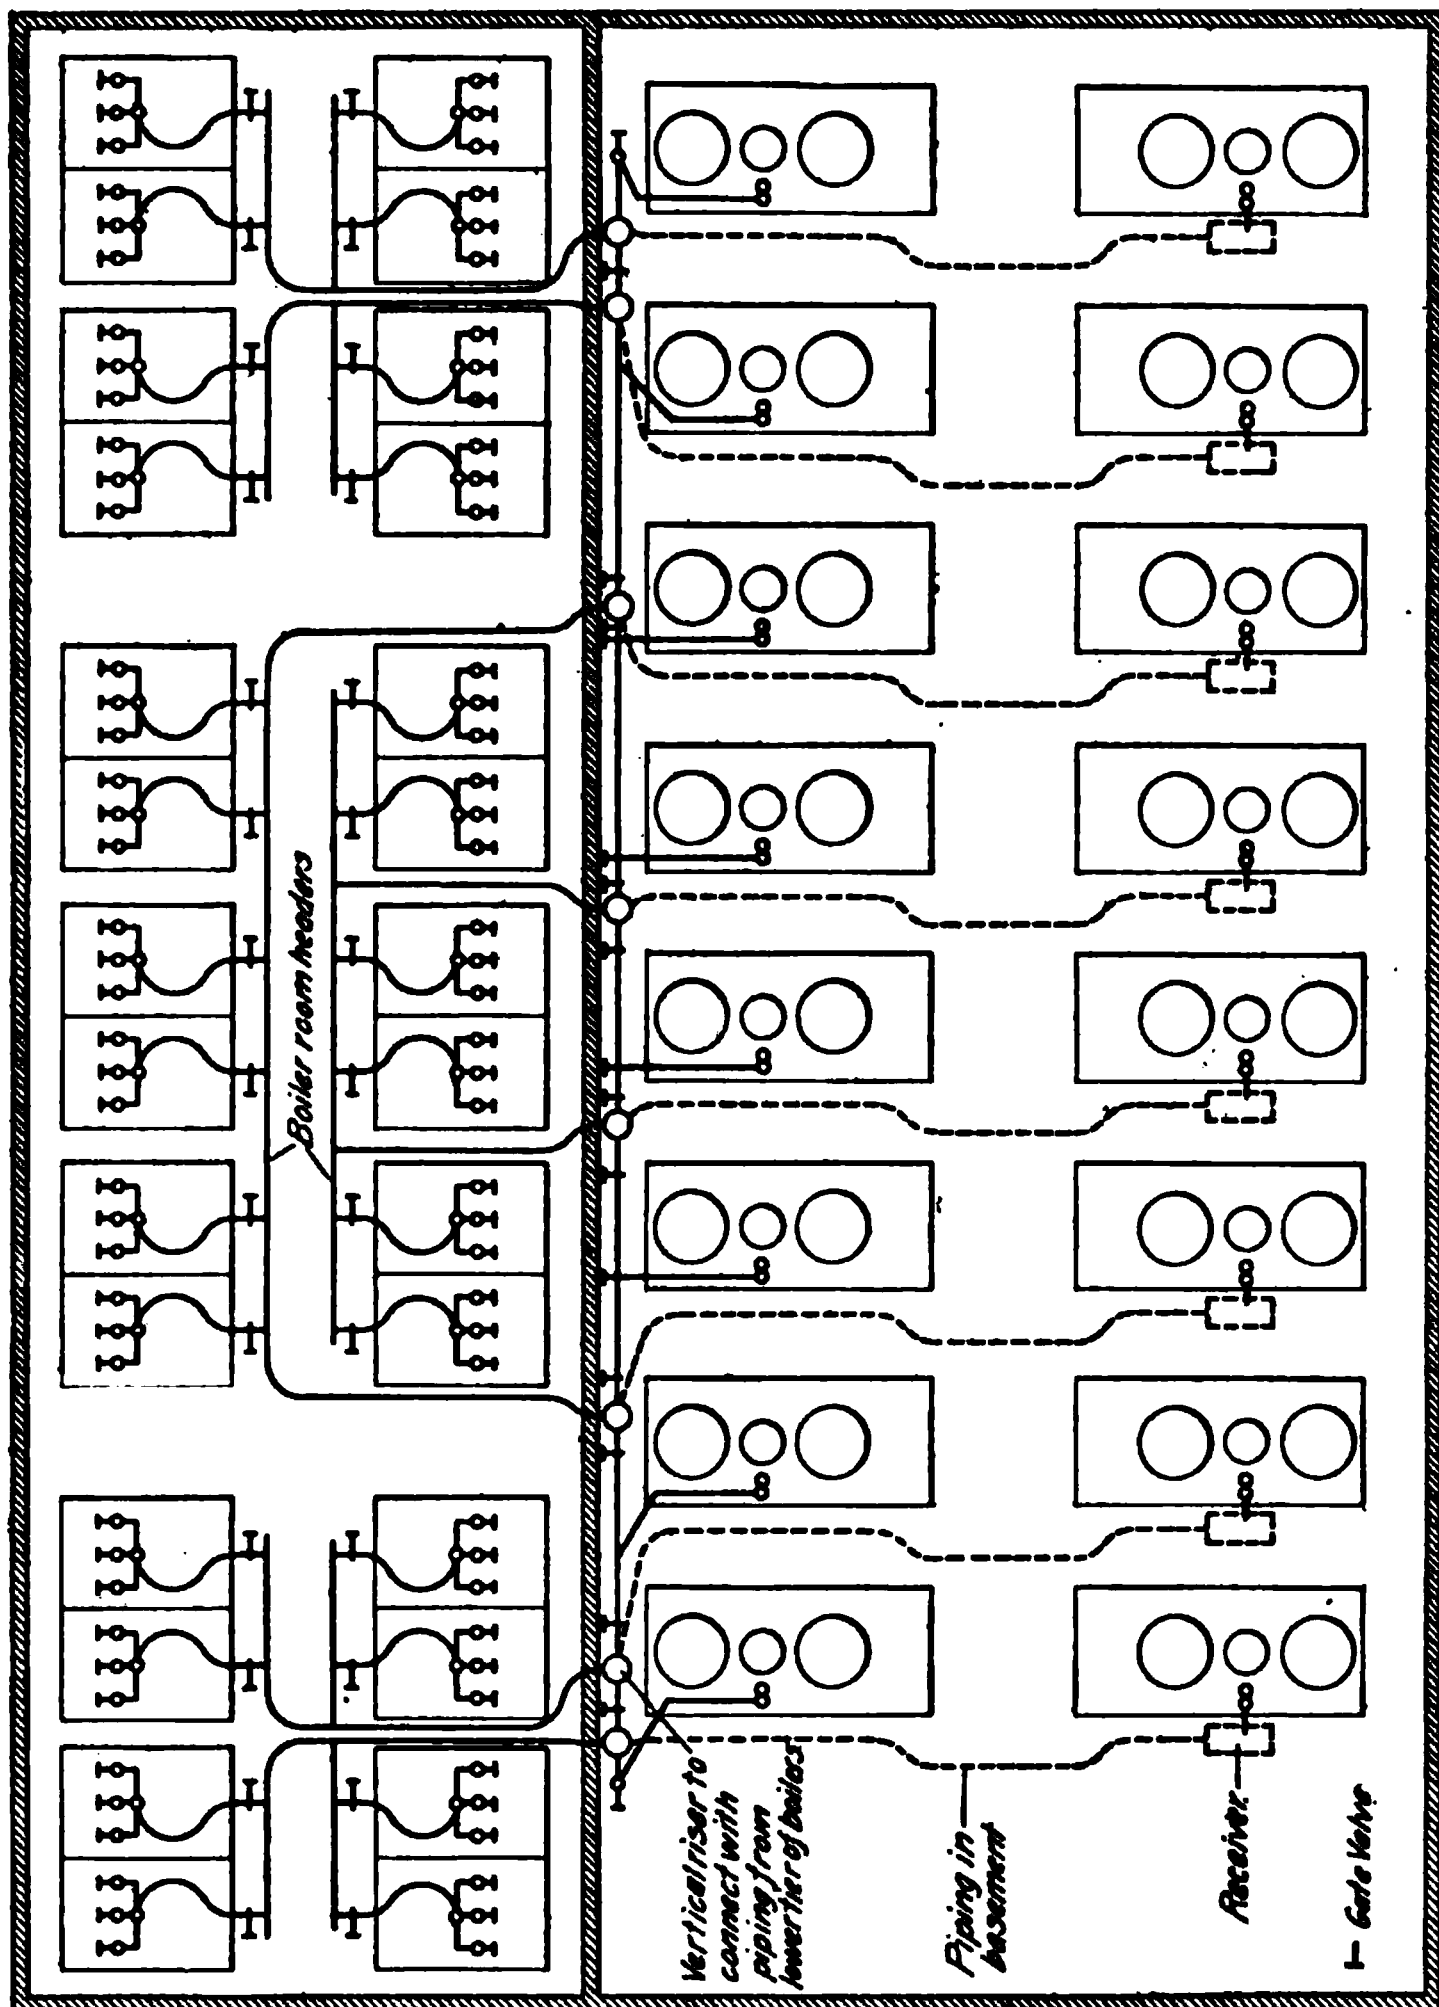 Boiler room headers
Vertical riser to
connect with
piping from
lower tier of boilers
Piping in
basement
Receiver
Gate Valve